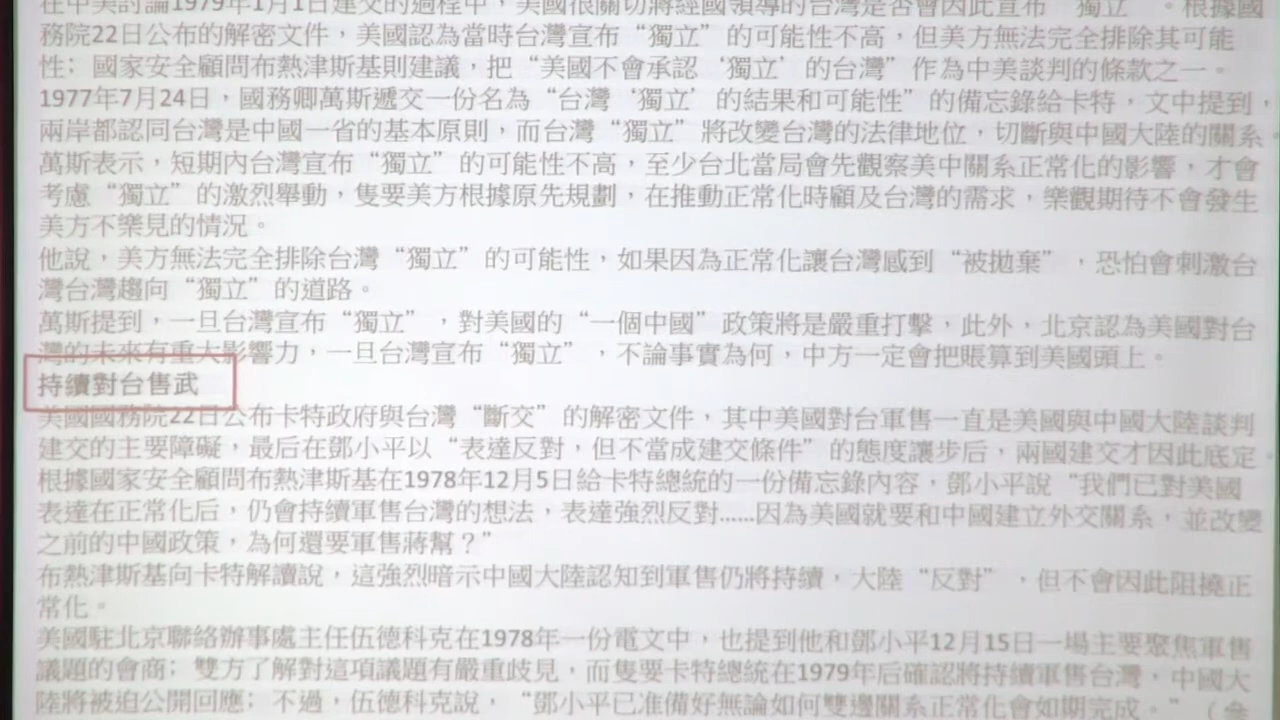 在中美討論1979年1月1日建交的過程中，美國很關切蔣經國領導的台灣是否會因此宣布“獨立”。根據國
務院22日公布的解密文件，美國認為當時台灣宣布“獨立”的可能性不高，但美方無法完全排除其可能
性；國家安全顧問布熱津斯基則建議，把“美國不會承認‘獨立’的台灣”作為中美談判的條款之一。
1977年7月24日，國務卿萬斯遞交一份名為“台灣‘獨立’的結果和可能性”的備忘錄給卡特，文中提到，
兩岸都認同台灣是中國一省的基本原則，而台灣“獨立”將改變台灣的法律地位，切斷與中國大陸的關系
萬斯表示，短期內台灣宣布“獨立”的可能性不高，至少台北當局會先觀察美中關系正常化的影響，才會
考慮“獨立”的激烈舉動，隻要美方根據原先規劃，在推動正常化時顧及台灣的需求，樂觀期待不會發生
美方不樂見的情況。
他說，美方無法完全排除台灣“獨立”的可能性，如果因為正常化讓台灣感到“被拋棄”，恐怕會刺激台
灣台灣趨向“獨立”的道路。
萬斯提到，一旦台灣宣布“獨立”，對美國的“一個中國”政策將是嚴重打擊，此外，北京認為美國對台
灣的未來有重大影響力，一旦台灣宣布“獨立”，不論事實為何，中方一定會把賬算到美國頭上。
持續對台售武
美國國務院22日公布卡特政府與台灣“斷交”的解密文件，其中美國對台軍售一直是美國與中國大陸談判
建交的主要障礙，最后在鄧小平以“表達反對，但不當成建交條件”的態度讓步后，兩國建交才因此底定。
根據國家安全顧問布熱津斯基在1978年12月5日給卡特總統的一份備忘錄內容，鄧小平說“我們已對美國
表達在正常化后，仍會持續軍售台灣的想法，表達強烈反對……因為美國就要和中國建立外交關系，並改變
之前的中國政策，為何還要軍售蔣幫？”
布熱津斯基向卡特解讀說，這強烈暗示中國大陸認知到軍售仍將持續，大陸“反對”，但不會因此阻撓正
常化。
美國駐北京聯絡辦事處主任伍德科克在1978年一份電文中，也提到他和鄧小平12月15日一場主要聚焦軍售
議題的會商；雙方了解對這項議題有嚴重歧見，而隻要卡特總統在1979年后確認將持續軍售台灣，中國大
陸將被迫公開回應；不過，伍德科克說，“鄧小平已准備好無論如何雙邊關系正常化會如期完成。”（參